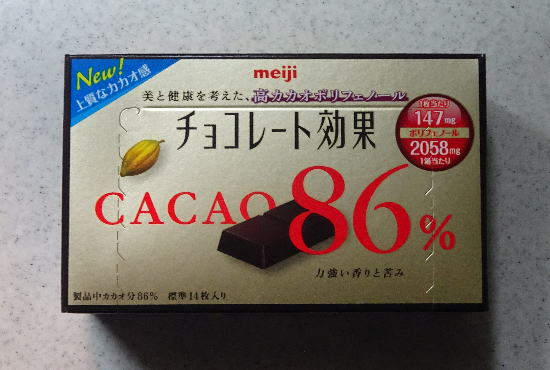 New!
上質なカカオ感
meiji
美と健康を考えた、高カカオポリフェノール
チョコレート効果
1枚当たり
147mg
ポリフェノール
2058mg
1箱当たり
CACAO 86%
力強い香りと苦み
製品中カカオ分86% 標準14枚入り